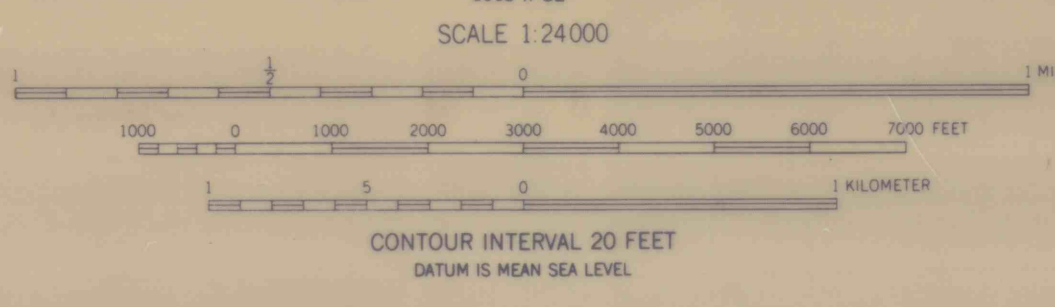 SCALE 1:24000
1 1/2 0 1 MI
1000 0 1000 2000 3000 4000 5000 6000 7000 FEET
1 5 0 1 KILOMETER
CONTOUR INTERVAL 20 FEET
DATUM IS MEAN SEA LEVEL